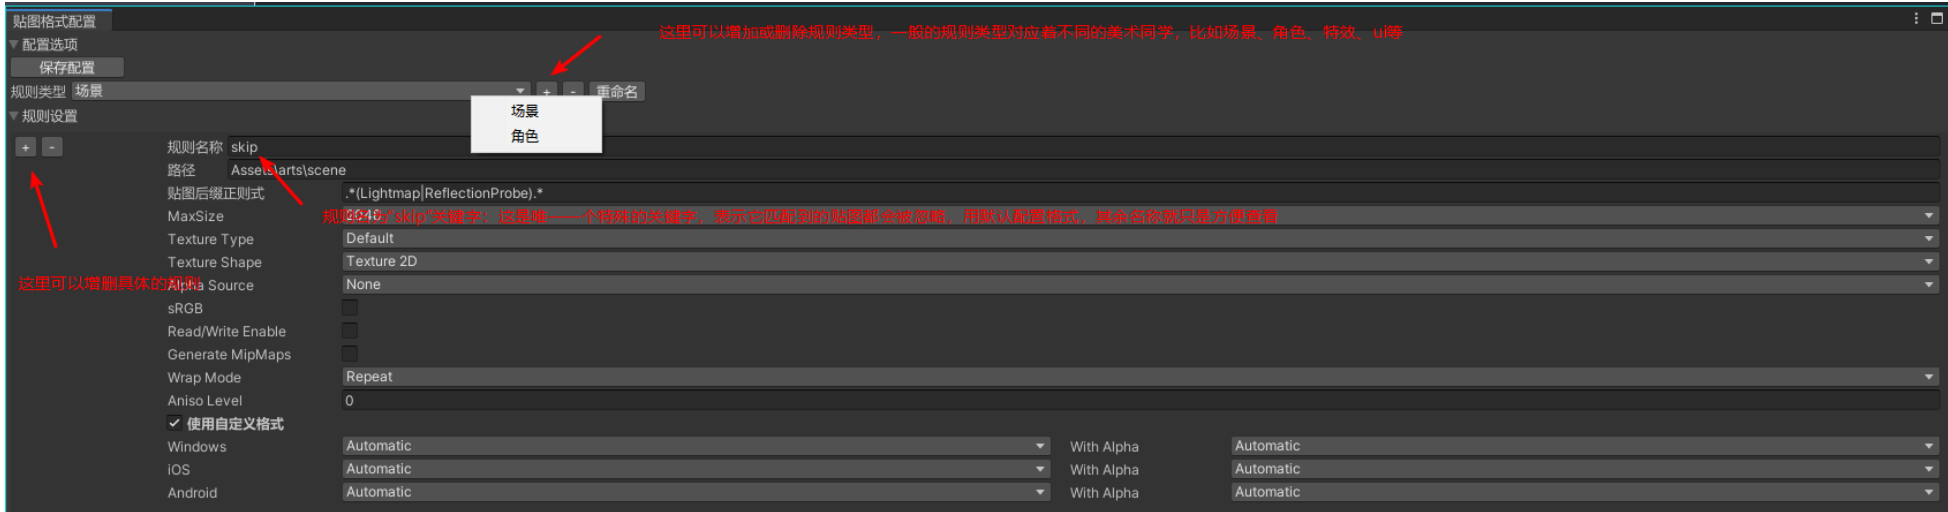 贴图格式配置
这里可以增加或删除规则类型，一般的规则类型对应着不同的美术同学，比如场景、角色、特效、ui等
配置选项
保存配置
规则类型 场景 + - 重命名
场景
规则设置
角色
+ - 规则名称 skip
路径 Assets\arts\scene
贴图后缀正则式 .*(Lightmap|ReflectionProbe).*
规则名为"skip"关键字：这是唯一一个特殊的关键字，表示它匹配到的贴图都会被忽略，用默认配置格式，其余名称就只是方便查看
MaxSize 2048
Texture Type Default
Texture Shape Texture 2D
这里可以增删具体的规则
Alpha Source None
sRGB
Read/Write Enable
Generate MipMaps
Wrap Mode Repeat
Aniso Level 0
使用自定义格式
Windows Automatic With Alpha Automatic
iOS Automatic With Alpha Automatic
Android Automatic With Alpha Automatic